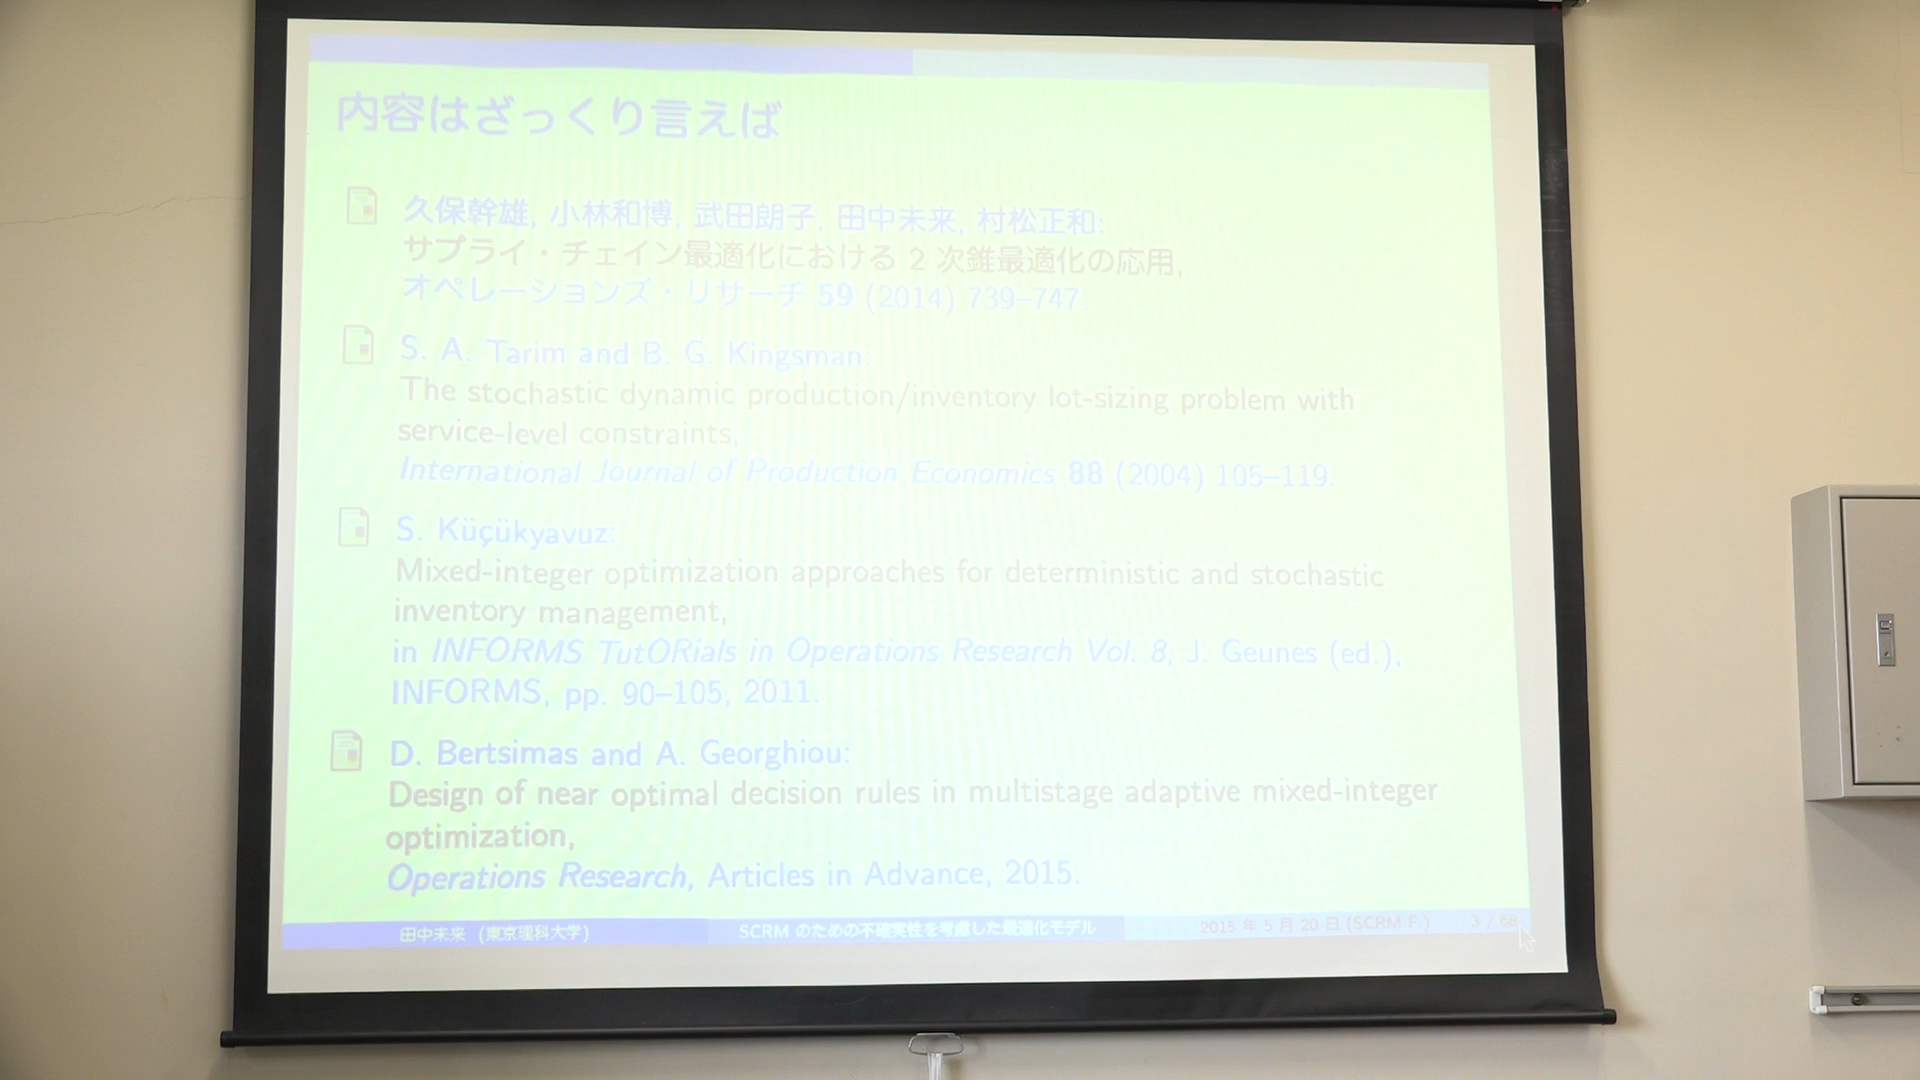 内容はざっくり言えば
久保幹雄, 小林和博, 武田朗子, 田中未来, 村松正和:
サプライ・チェイン最適化における 2 次錐最適化の応用,
オペレーションズ・リサーチ 59 (2014) 739–747.
S. A. Tarim and B. G. Kingsman:
The stochastic dynamic production/inventory lot-sizing problem with
service-level constraints,
International Journal of Production Economics 88 (2004) 105–119.
S. Küçükyavuz:
Mixed-integer optimization approaches for deterministic and stochastic
inventory management,
in INFORMS TutORials in Operations Research Vol. 8, J. Geunes (ed.),
INFORMS, pp. 90–105, 2011.
D. Bertsimas and A. Georghiou:
Design of near optimal decision rules in multistage adaptive mixed-integer
optimization,
Operations Research, Articles in Advance, 2015.
田中未来 (東京理科大学) SCRM のための不確実性を考慮した最適化モデル 2015 年 5 月 20 日 (SCRM F.) 3 / 68